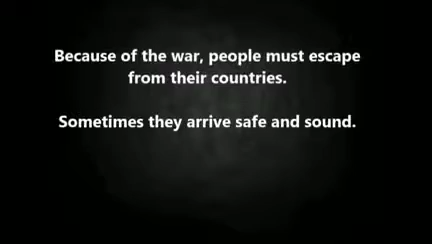 Because of the war, people must escape
from their countries.
Sometimes they arrive safe and sound.